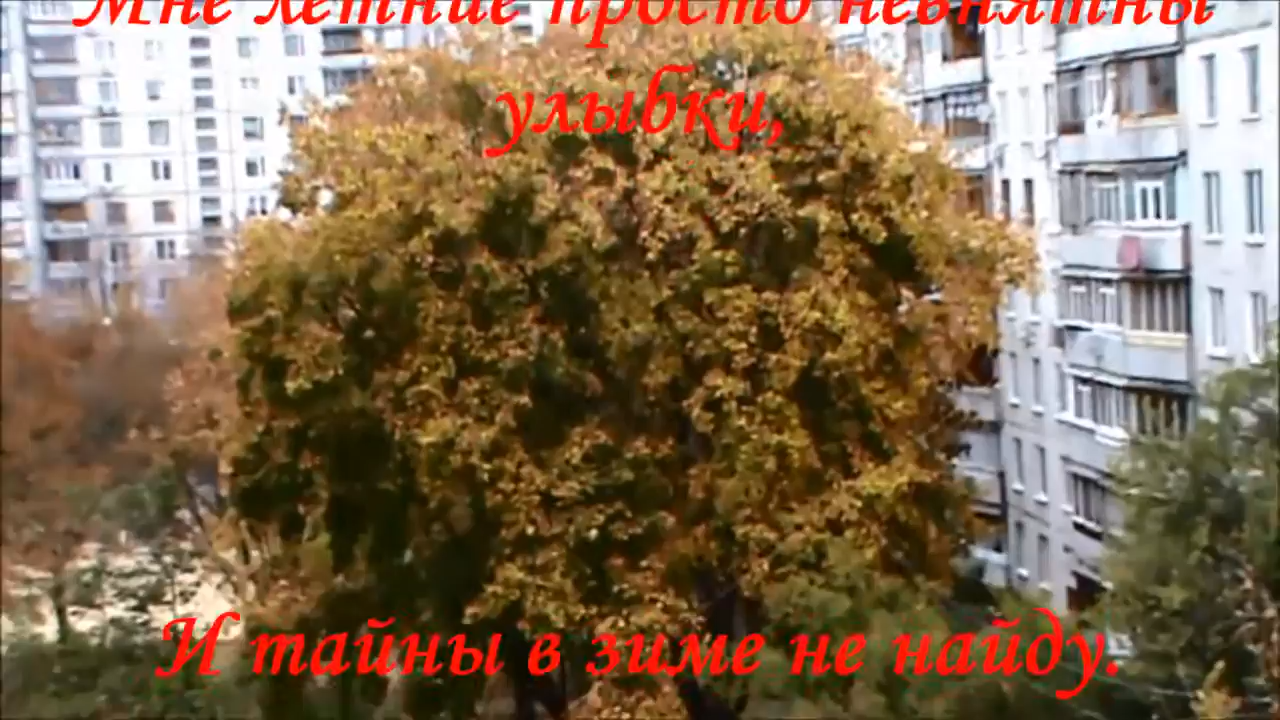 Мне летние просто невнятны
улыбки,
И тайны в зиме не найду.